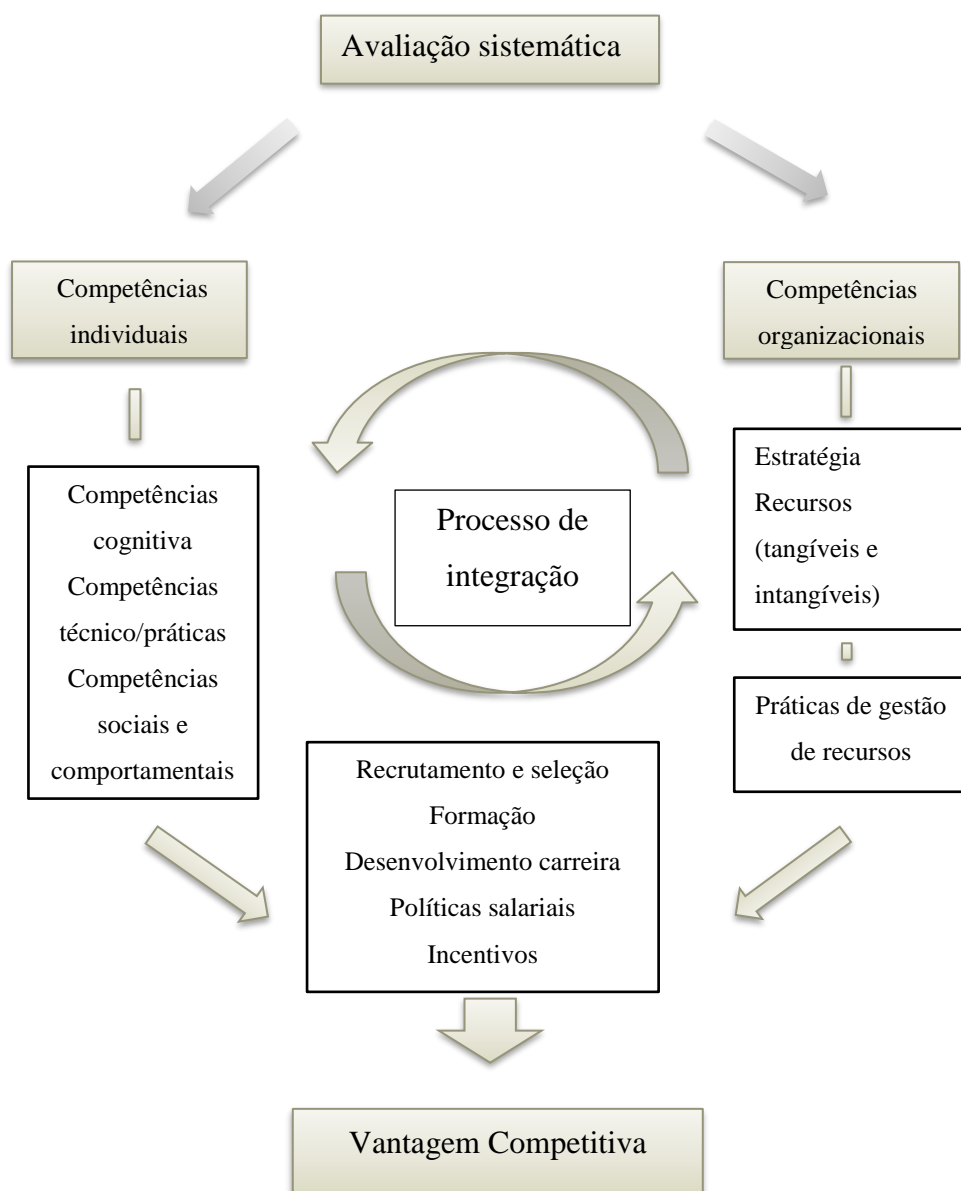 Avaliação sistemática
Competências
individuais
Competências
organizacionais
Competências
cognitiva
Competências
técnico/práticas
Competências
sociais e
comportamentais
Processo de
integração
Estratégia
Recursos
(tangíveis e
intangíveis)
Práticas de gestão
de recursos
Recrutamento e seleção
Formação
Desenvolvimento carreira
Políticas salariais
Incentivos
Vantagem Competitiva